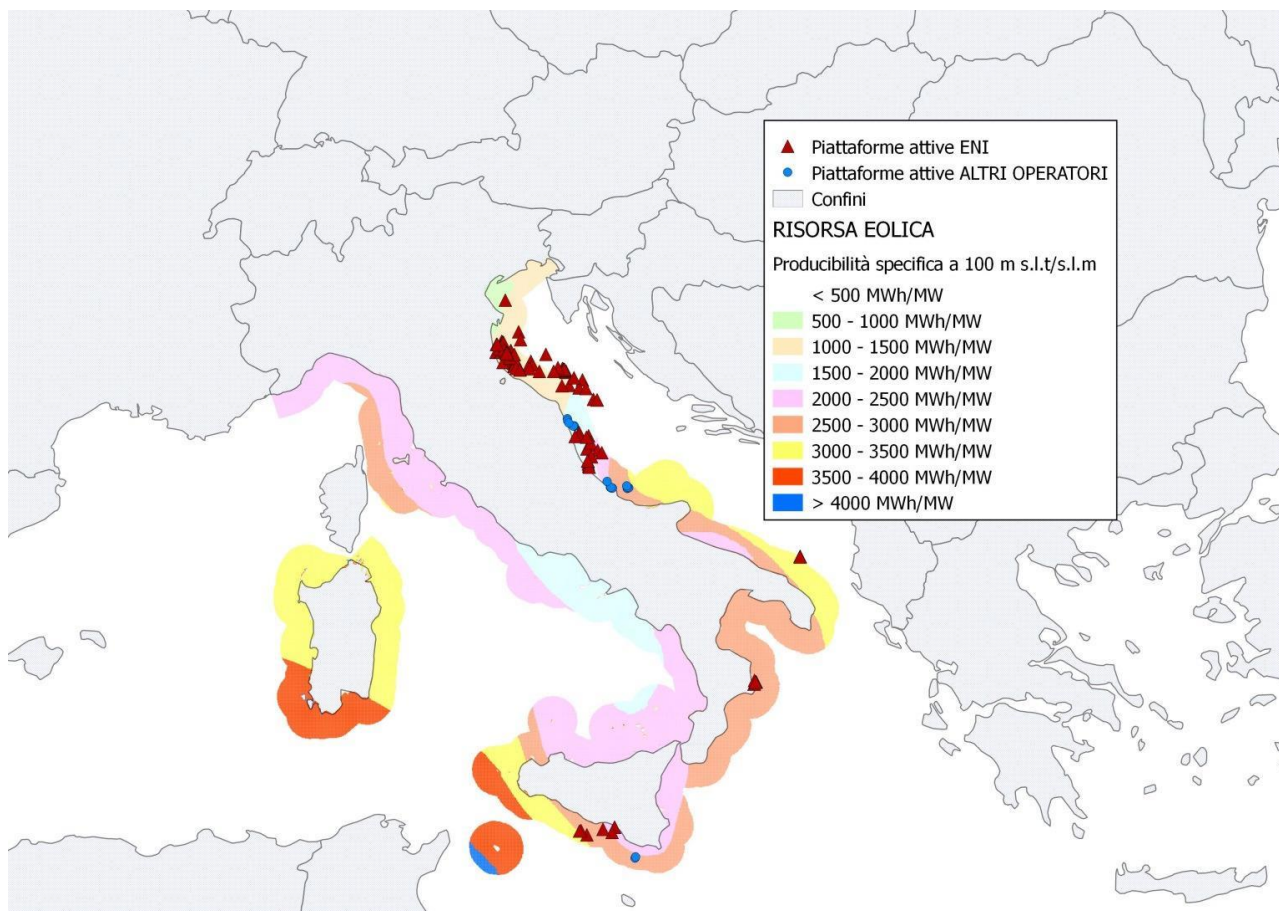 Piattaforme attive ENI
Piattaforme attive ALTRI OPERATORI
Confini
RISORSA EOLICA
Producibilità specifica a 100 m s.l.t/s.l.m
< 500 MWh/MW
500 - 1000 MWh/MW
1000 - 1500 MWh/MW
1500 - 2000 MWh/MW
2000 - 2500 MWh/MW
2500 - 3000 MWh/MW
3000 - 3500 MWh/MW
3500 - 4000 MWh/MW
> 4000 MWh/MW